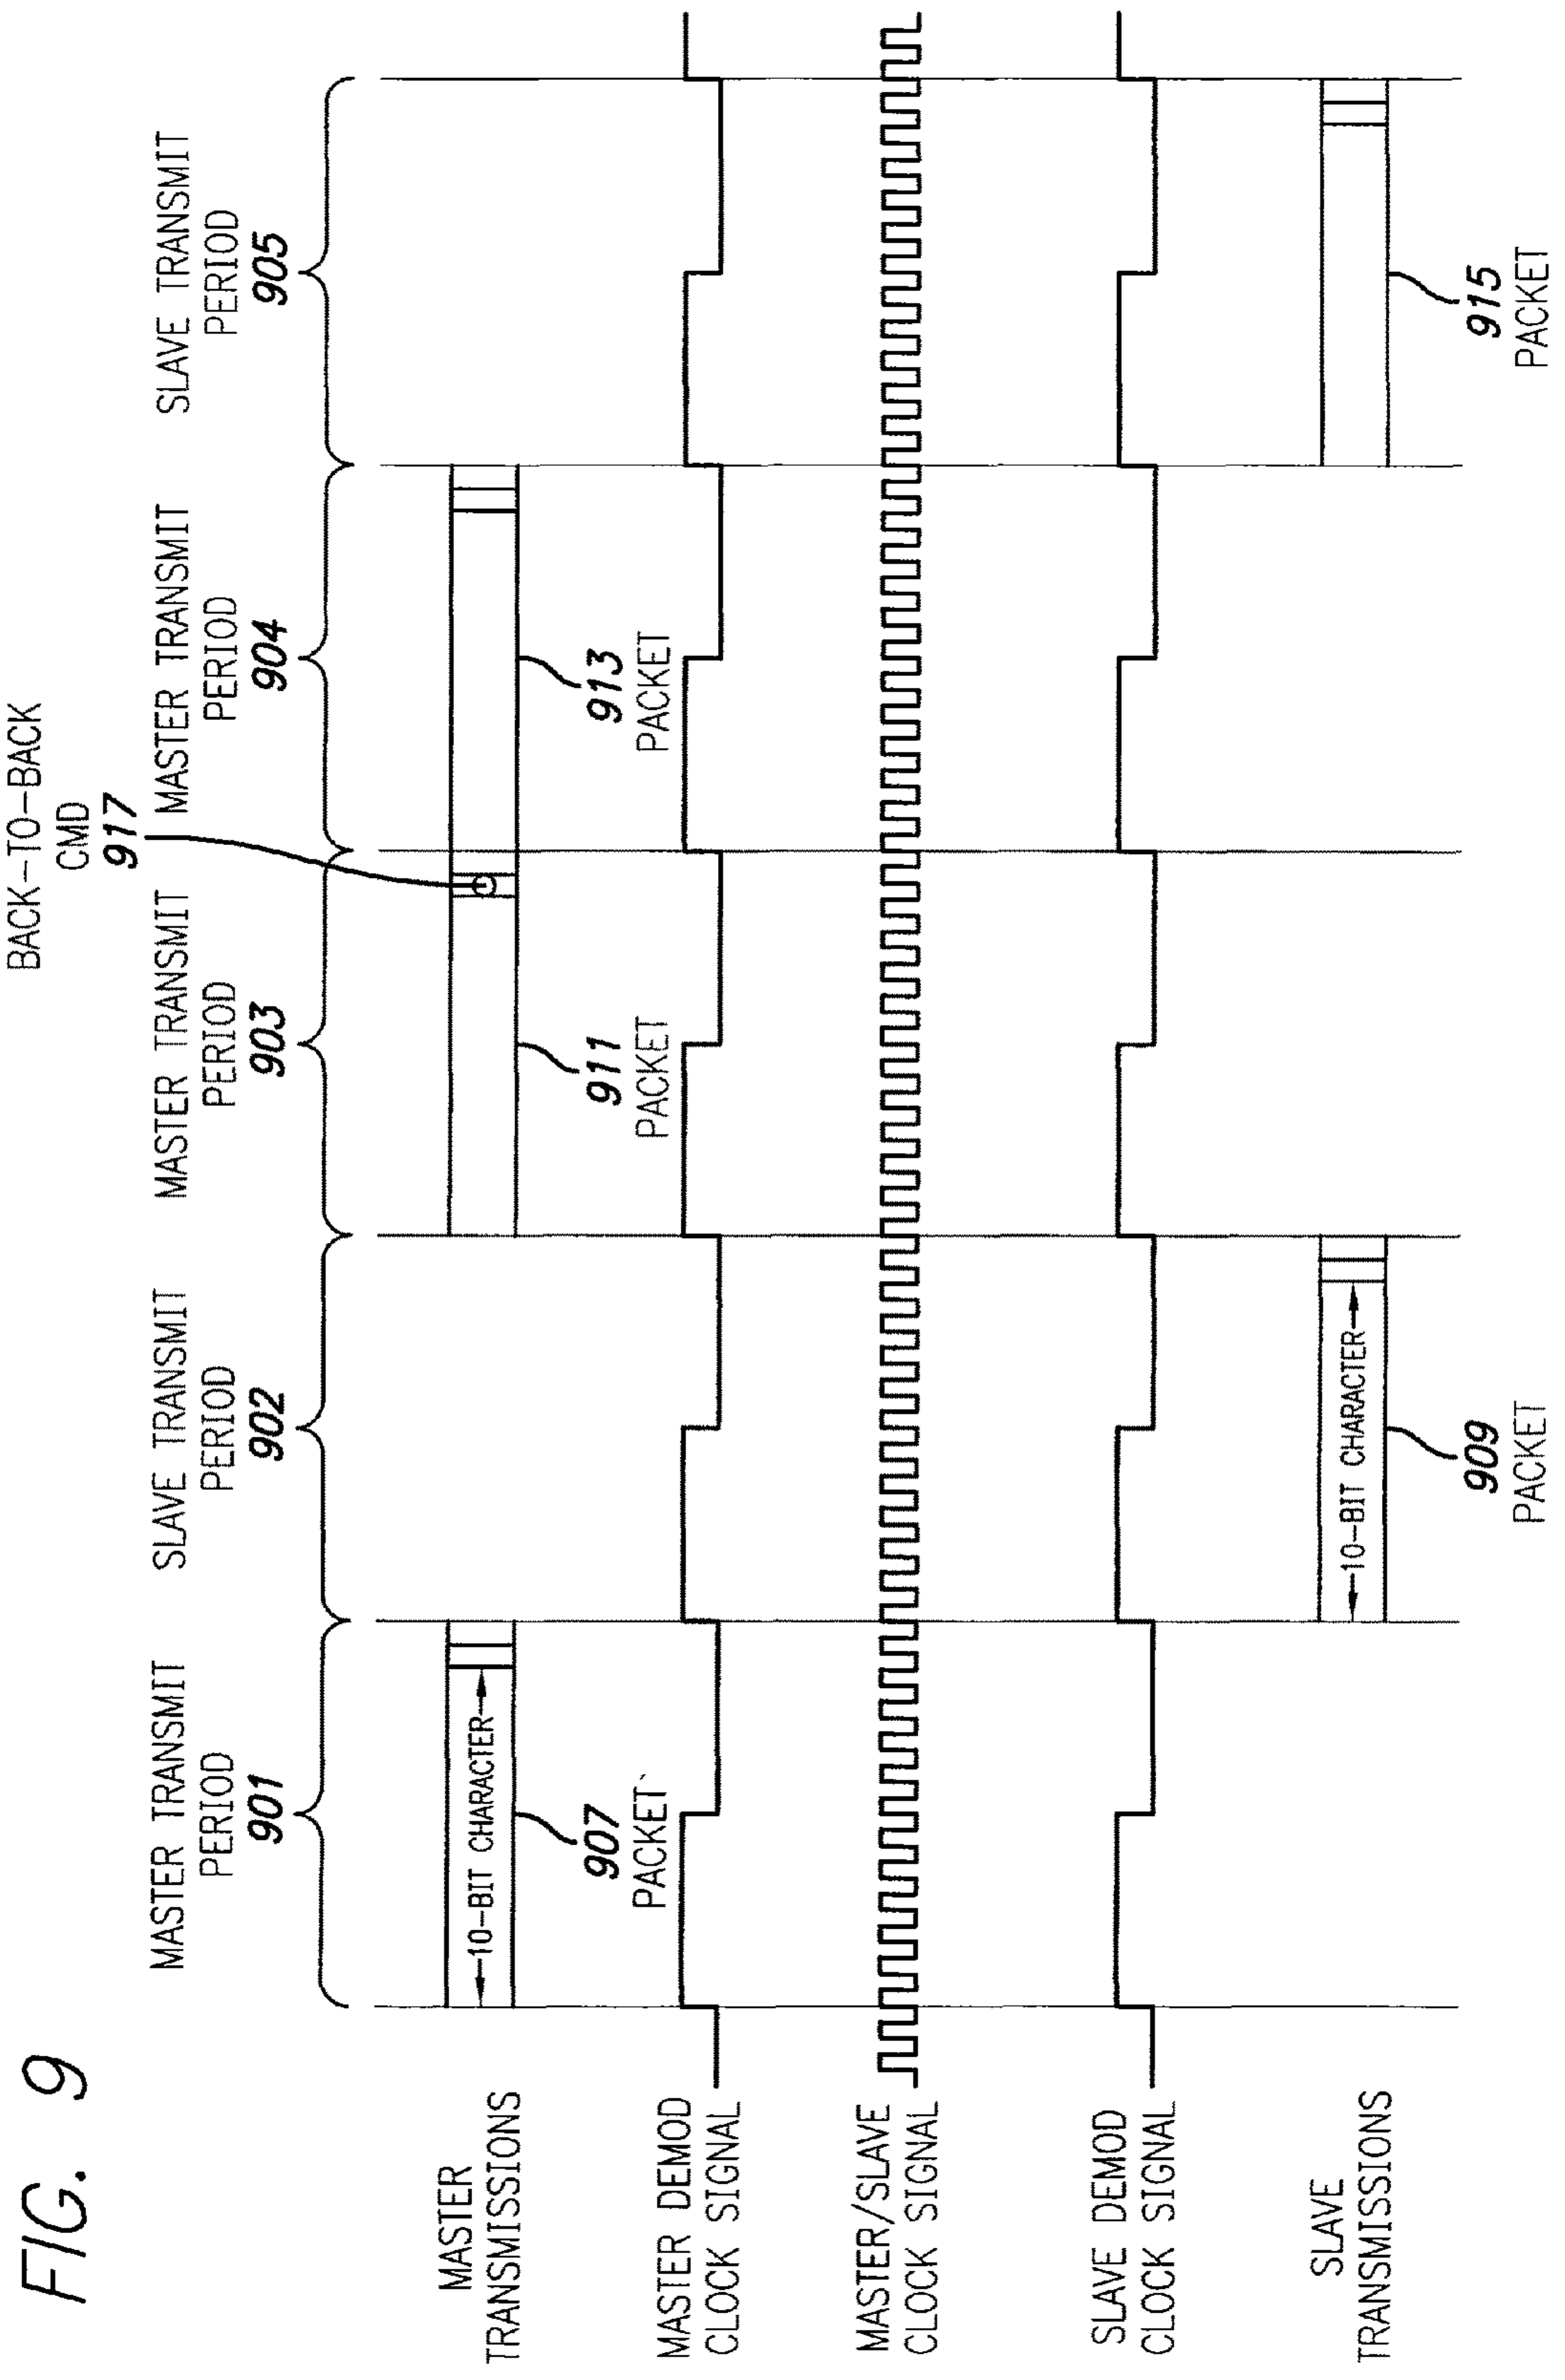 FIG. 9
BACK-TO-BACK
CMD
917
MASTER TRANSMIT
PERIOD
901
SLAVE TRANSMIT
PERIOD
902
MASTER TRANSMIT
PERIOD
903
MASTER TRANSMIT
PERIOD
904
SLAVE TRANSMIT
PERIOD
905
MASTER
TRANSMISSIONS
10-BIT CHARACTER
907
PACKET
911
PACKET
913
PACKET
MASTER DEMOD
CLOCK SIGNAL
MASTER/SLAVE
CLOCK SIGNAL
SLAVE DEMOD
CLOCK SIGNAL
SLAVE
TRANSMISSIONS
10-BIT CHARACTER
909
PACKET
915
PACKET